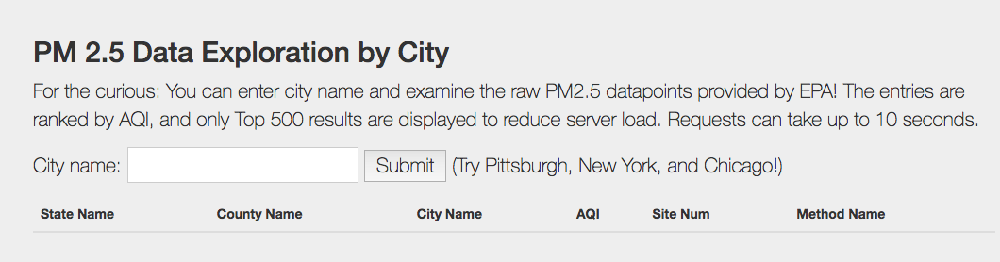 PM 2.5 Data Exploration by City
For the curious: You can enter city name and examine the raw PM2.5 datapoints provided by EPA! The entries are
ranked by AQI, and only Top 500 results are displayed to reduce server load. Requests can take up to 10 seconds.
City name: Submit (Try Pittsburgh, New York, and Chicago!)
State Name County Name City Name AQI Site Num Method Name